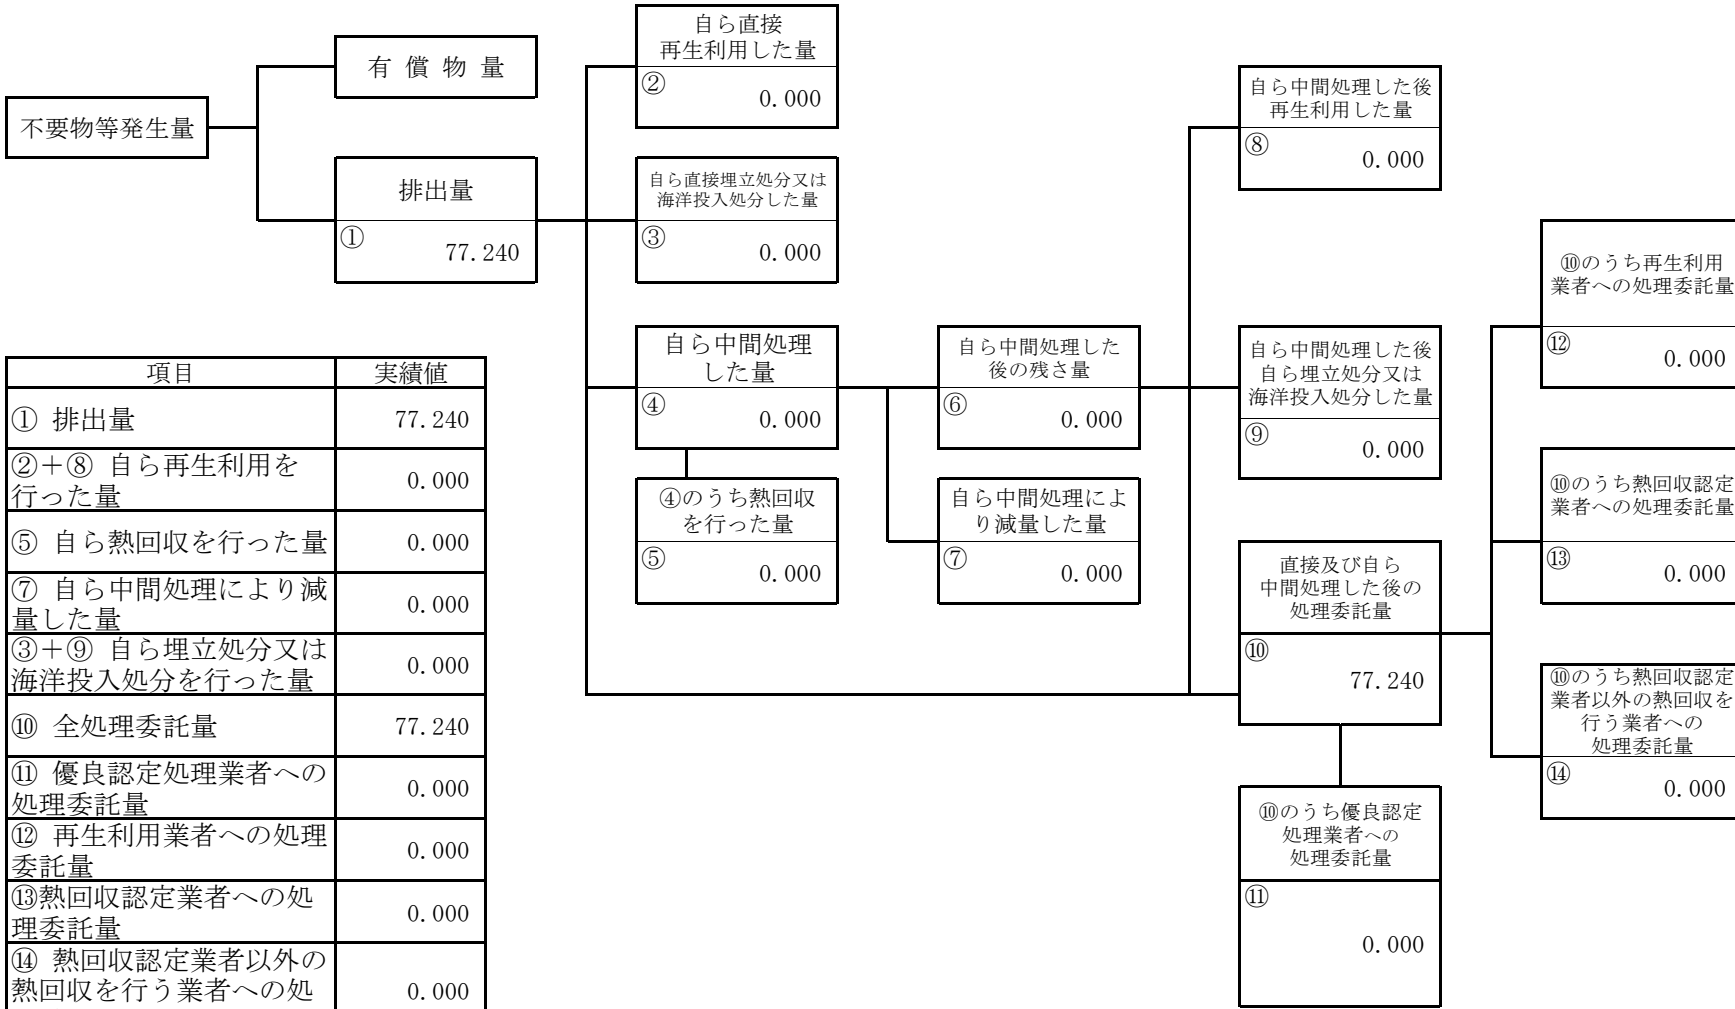 不要物等発生量
有 償 物 量
排出量
①
77.240
自ら直接
再生利用した量
②
0.000
自ら直接埋立処分又は
海洋投入処分した量
③
0.000
自ら中間処理
した量
④
0.000
④のうち熱回収
を行った量
⑤
0.000
自ら中間処理した
後の残さ量
⑥
0.000
自ら中間処理によ
り減量した量
⑦
0.000
自ら中間処理した後
再生利用した量
⑧
0.000
自ら中間処理した後
自ら埋立処分又は
海洋投入処分した量
⑨
0.000
直接及び自ら
中間処理した後の
処理委託量
⑩
77.240
⑩のうち優良認定
処理業者への
処理委託量
⑪
0.000
⑩のうち再生利用
業者への処理委託量
⑫
0.000
⑩のうち熱回収認定
業者への処理委託量
⑬
0.000
⑩のうち熱回収認定
業者以外の熱回収を
行う業者への
処理委託量
⑭
0.000
項目 実績値
① 排出量 77.240
②+⑧ 自ら再生利用を
行った量 0.000
⑤ 自ら熱回収を行った量 0.000
⑦ 自ら中間処理により減
量した量 0.000
③+⑨ 自ら埋立処分又は
海洋投入処分を行った量 0.000
⑩ 全処理委託量 77.240
⑪ 優良認定処理業者への
処理委託量 0.000
⑫ 再生利用業者への処理
委託量 0.000
⑬熱回収認定業者への処
理委託量 0.000
⑭ 熱回収認定業者以外の
熱回収を行う業者への処 0.000